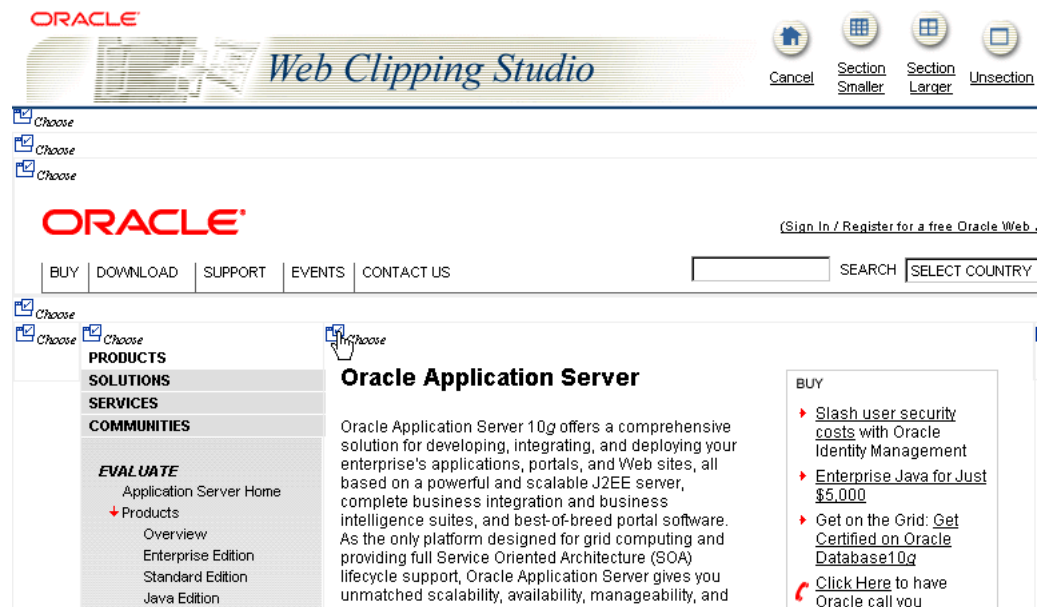 ORACLE
Web Clipping Studio
Cancel
Section Smaller
Section Larger
Unsection
Choose
Choose
Choose
ORACLE
(Sign In / Register for a free Oracle Web
BUY DOWNLOAD SUPPORT EVENTS CONTACT US
SEARCH SELECT COUNTRY
Choose
Choose Choose Choose
PRODUCTS
SOLUTIONS
SERVICES
COMMUNITIES
EVALUATE
Application Server Home
Products
Overview
Enterprise Edition
Standard Edition
Java Edition
Oracle Application Server
Oracle Application Server 10g offers a comprehensive
solution for developing, integrating, and deploying your
enterprise's applications, portals, and Web sites, all
based on a powerful and scalable J2EE server,
complete business integration and business
intelligence suites, and best-of-breed portal software.
As the only platform designed for grid computing and
providing full Service Oriented Architecture (SOA)
lifecycle support, Oracle Application Server gives you
unmatched scalability, availability, manageability, and
BUY
Slash user security
costs with Oracle
Identity Management
Enterprise Java for Just
$5,000
Get on the Grid: Get
Certified on Oracle
Database10g
Click Here to have
Oracle call you